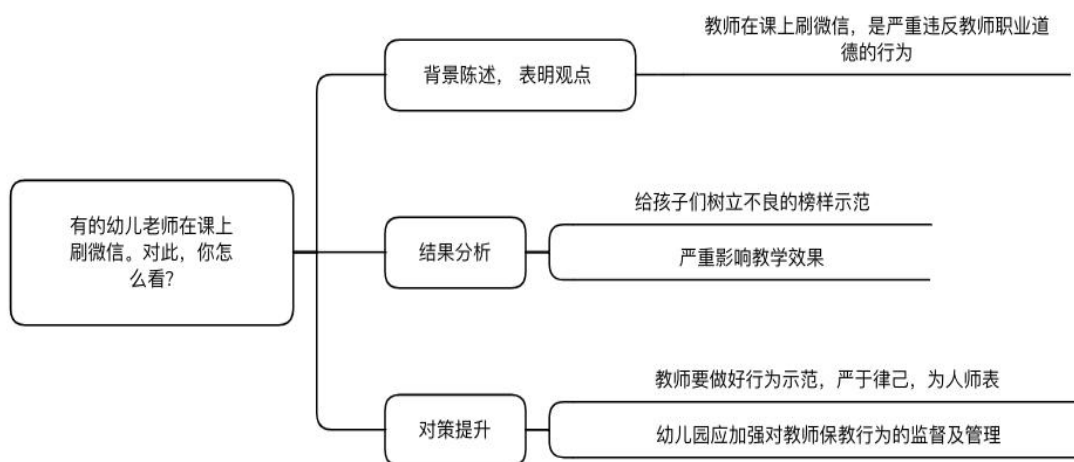 有的幼儿老师在课上
刷微信。对此，你怎
么看?
背景陈述， 表明观点
教师在课上刷微信，是严重违反教师职业道
德的行为
结果分析
给孩子们树立不良的榜样示范
严重影响教学效果
对策提升
教师要做好行为示范，严于律己，为人师表
幼儿园应加强对教师保教行为的监督及管理